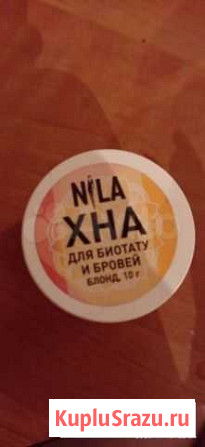 NILA
ХНА
ДЛЯ БИОТАТУ
И БРОВЕЙ
БЛОНД, 10 г
KupluSrazu.ru